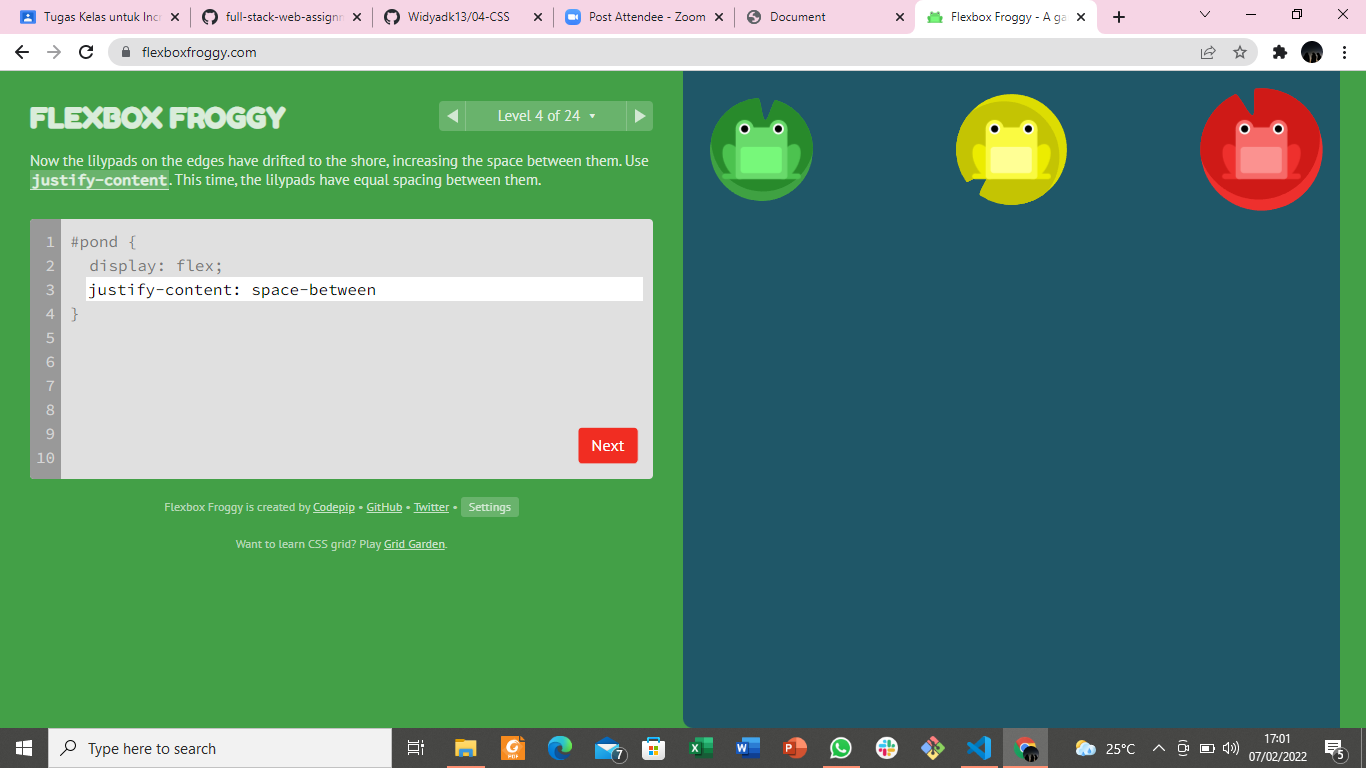 Tugas Kelas untuk Incr
full-stack-web-assignm
Widyadk13/04-CSS
Post Attendee - Zoom
Document
Flexbox Froggy - A ga
flexboxfroggy.com
FLEXBOX FROGGY
Level 4 of 24
Now the lilypads on the edges have drifted to the shore, increasing the space between them. Use
justify-content. This time, the lilypads have equal spacing between them.
1 #pond {
2 display: flex;
3 justify-content: space-between
4 }
5
6
7
8
9
10
Next
Flexbox Froggy is created by Codepip • GitHub • Twitter • Settings
Want to learn CSS grid? Play Grid Garden.
Type here to search
7
25°C
17:01
07/02/2022
5